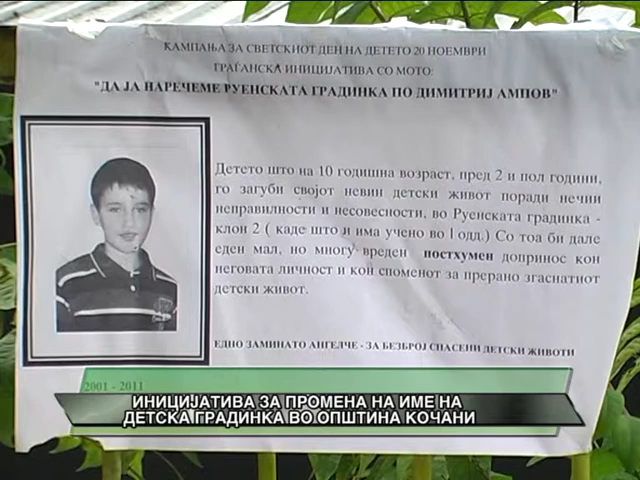 КАМПАЊА ЗА СВЕТСКИОТ ДЕН НА ДЕТЕТО 20 НОЕМВРИ
ГРАЃАНСКА ИНИЦИЈАТИВА СО МОТО:
"ДА ЈА НАРЕЧЕМЕ РУЕНСКАТА ГРАДИНКА ПО ДИМИТРИЈ АМПОВ"
Детето што на 10 годишна возраст, пред 2 и пол години,
го загуби својот невин детски живот поради нечии
неправилности и несовесности, во Руенската градинка -
клон 2 ( каде што и има учено во I одд.) Со тоа би дале
еден мал, но многу вреден постхумен допринос кон
неговата личност и кон споменот за прерано згаснатиот
детски живот.
ЕДНО ЗАМИНАТО АНГЕЛЧЕ - ЗА БЕЗБРОЈ СПАСЕНИ ДЕТСКИ ЖИВОТИ
2001 - 2011
ИНИЦИЈАТИВА ЗА ПРОМЕНА НА ИМЕ НА
ДЕТСКА ГРАДИНКА ВО ОПШТИНА КОЧАНИ